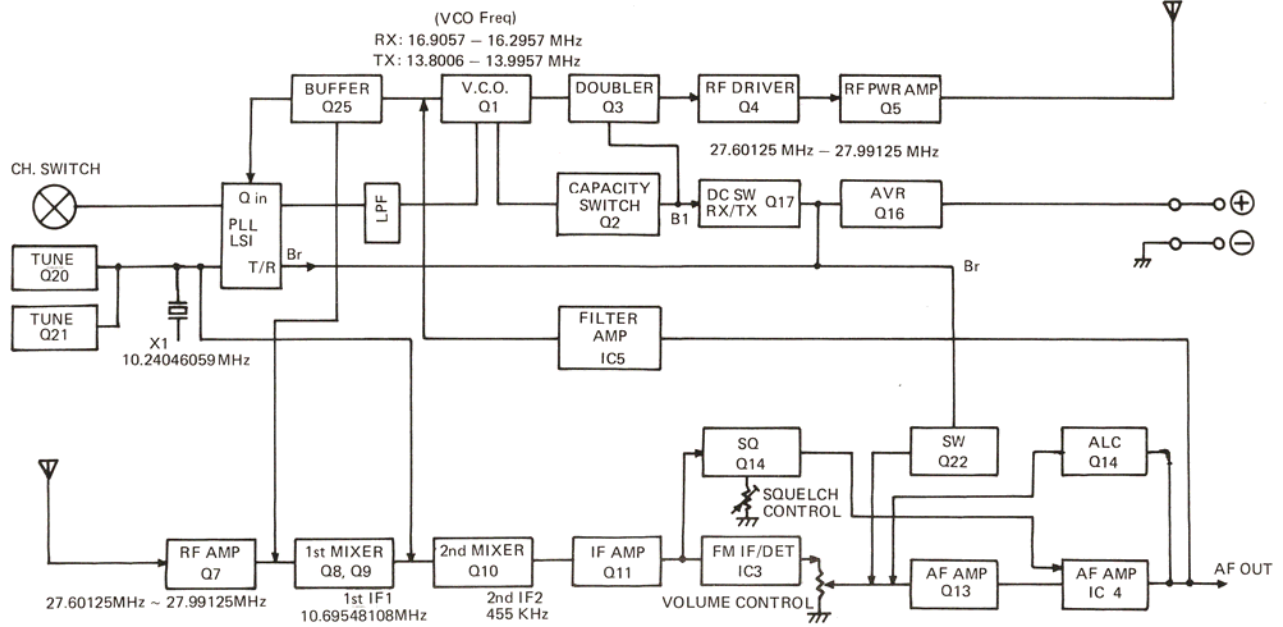 (VCO Freq)
RX: 16.9057 – 16.2957 MHz
TX: 13.8006 – 13.9957 MHz
BUFFER
Q25
V.C.O.
Q1
DOUBLER
Q3
RF DRIVER
Q4
RF PWR AMP
Q5
27.60125 MHz – 27.99125 MHz
CH. SWITCH
Q in
PLL
LSI
T/R
Br
LPF
CAPACITY
SWITCH
Q2
B1
DC SW
RX/TX
Q17
AVR
Q16
+
−
TUNE
Q20
TUNE
Q21
X1
10.24046059MHz
Br
FILTER
AMP
IC5
SQ
Q14
SQUELCH
CONTROL
SW
Q22
ALC
Q14
RF AMP
Q7
27.60125MHz ~ 27.99125MHz
1st MIXER
Q8, Q9
1st IF1
10.69548108MHz
2nd MIXER
Q10
2nd IF2
455 KHz
IF AMP
Q11
FM IF/DET
IC3
VOLUME CONTROL
AF AMP
Q13
AF AMP
IC 4
AF OUT